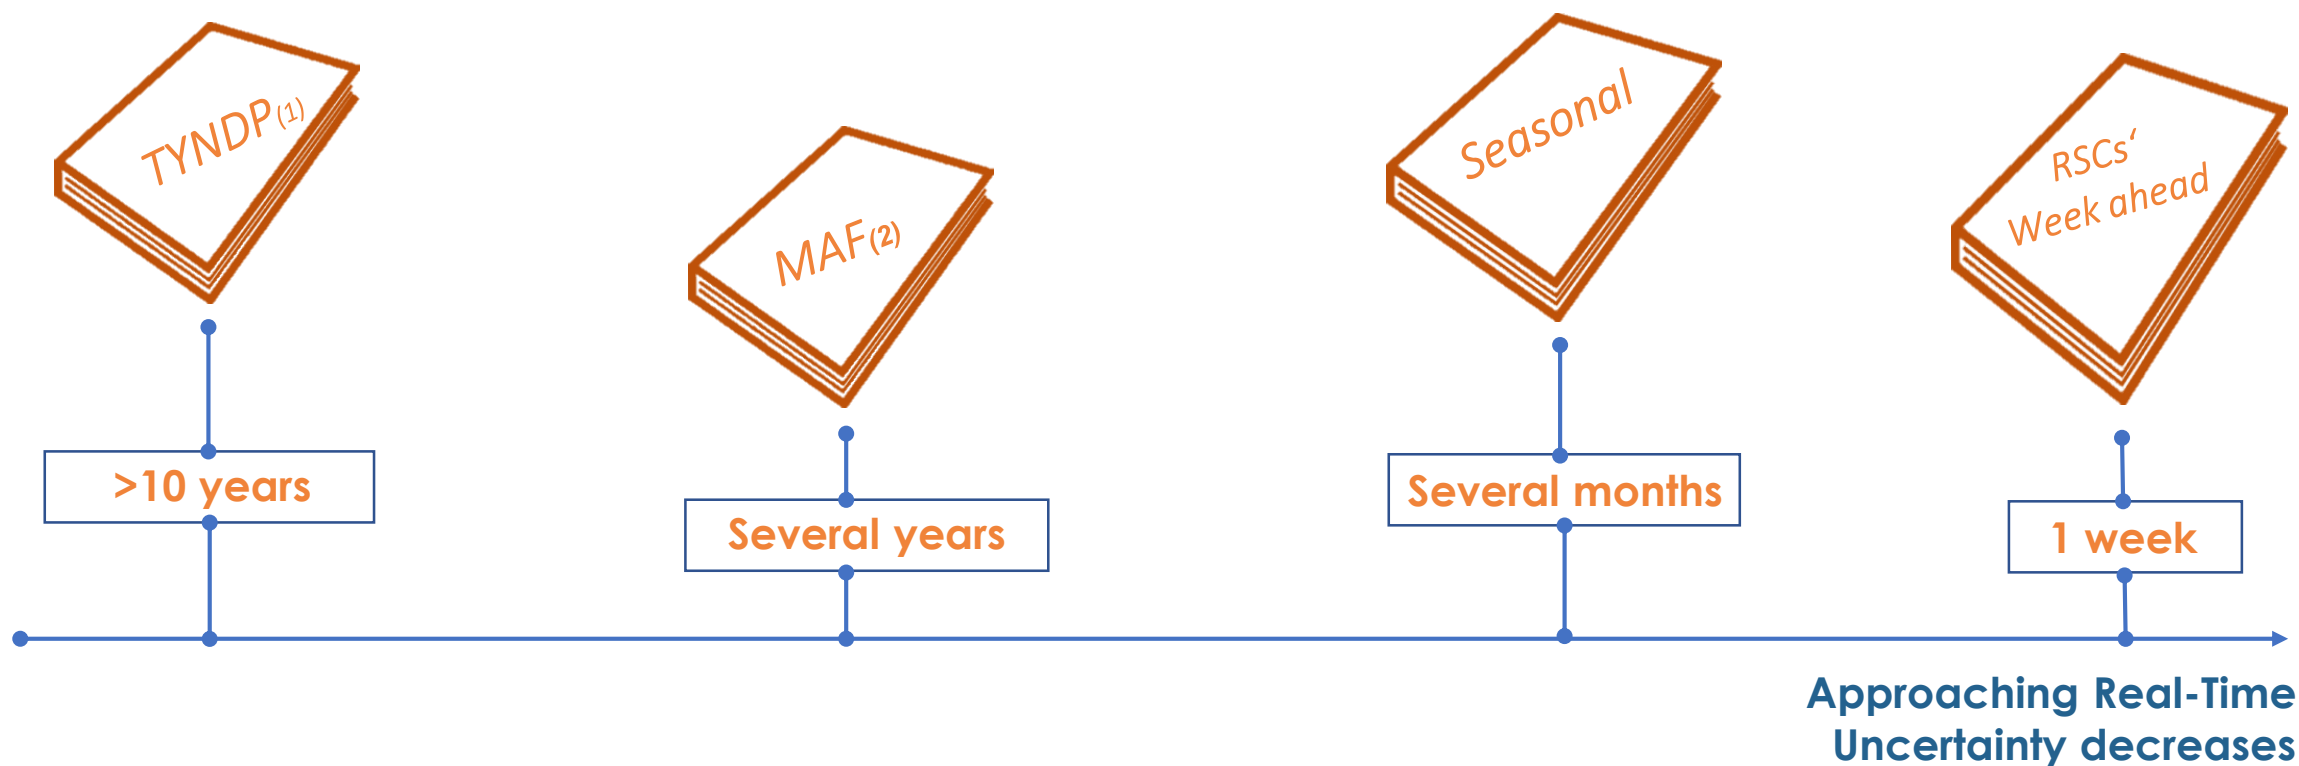 TYNDP(1)
MAF(2)
Seasonal
RSCs‘
Week ahead
>10 years
Several years
Several months
1 week
Approaching Real-Time
Uncertainty decreases